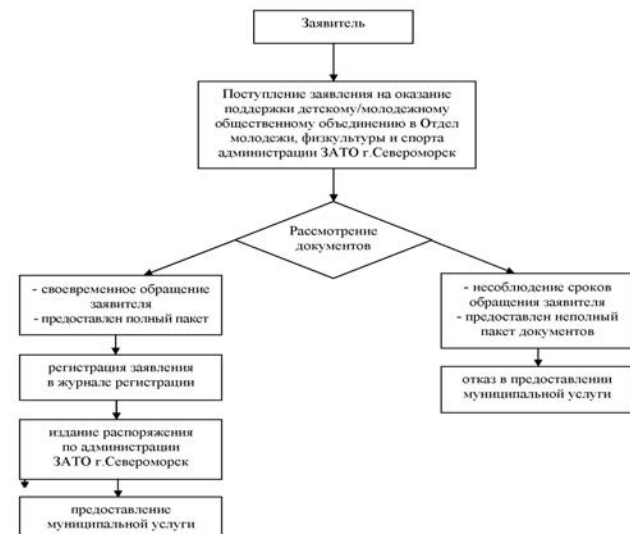 Заявитель
Поступление заявления на оказание
поддержки детскому/молодежному
общественному объединению в Отдел
молодежи, физкультуры и спорта
администрации ЗАТО г.Североморск
Рассмотрение
документов
- своевременное обращение
заявителя
- предоставлен полный пакет
регистрация заявления
в журнале регистрации
издание распоряжения
по администрации
ЗАТО г.Североморск
предоставление
муниципальной услуги
- несоблюдение сроков
обращения заявителя
- предоставлен неполный
пакет документов
отказ в предоставлении
муниципальной услуги